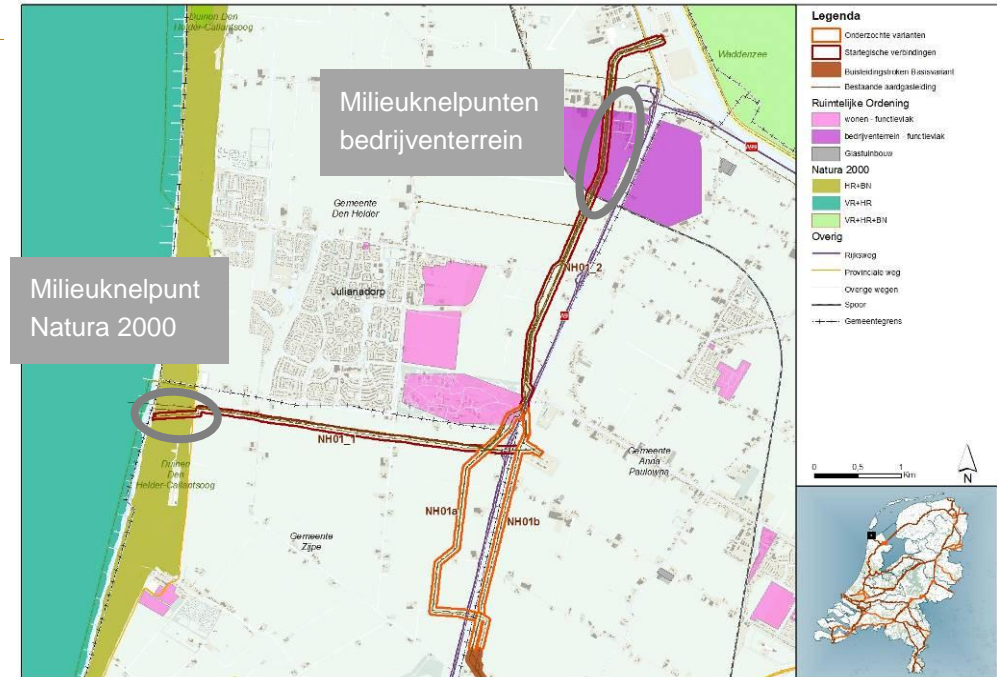 Duinen Den
Helder-Callantsoog
Waddenzee
Milieuknelpunten
bedrijventerrein
A99
Gemeente
Den Helder
NH01_2
Julianadorp
A9
Milieuknelpunt
Natura 2000
NH01_1
Duinen
Den
Helder-Callantsoog
Gemeente
Anna
Paulowna
NH01a
NH01b
Gemeente
Zijpe
Legenda
Onderzochte varianten
Startegische verbindingen
Buisleidingstroken Basisvariant
Bestaande aardgasleiding
Ruimtelijke Ordening
wonen - functievlak
bedrijventerrein - functievlak
Glastuinbouw
Natura 2000
HR+BN
VR+HR
VR+HR+BN
Overig
Rijksweg
Provinciale weg
Overige wegen
Spoor
Gemeentegrens
0 0,5 1
Km
N